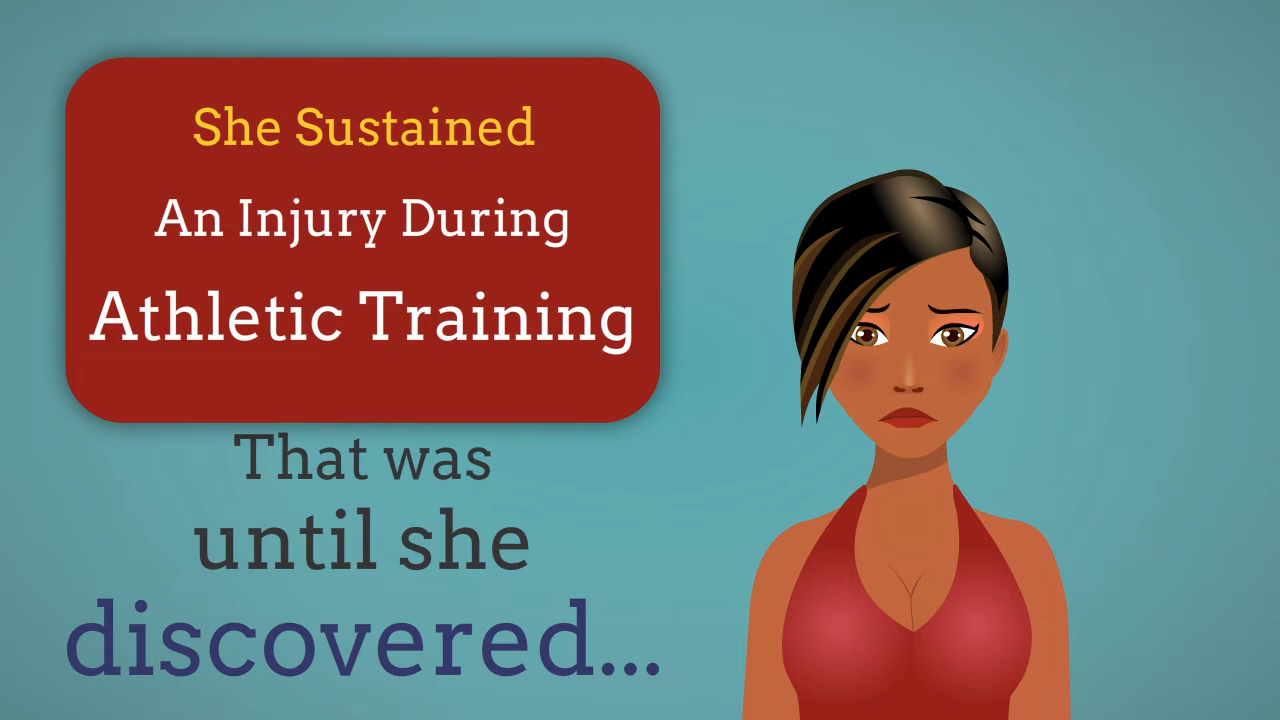 She Sustained
An Injury During
Athletic Training
That was
until she
discovered...